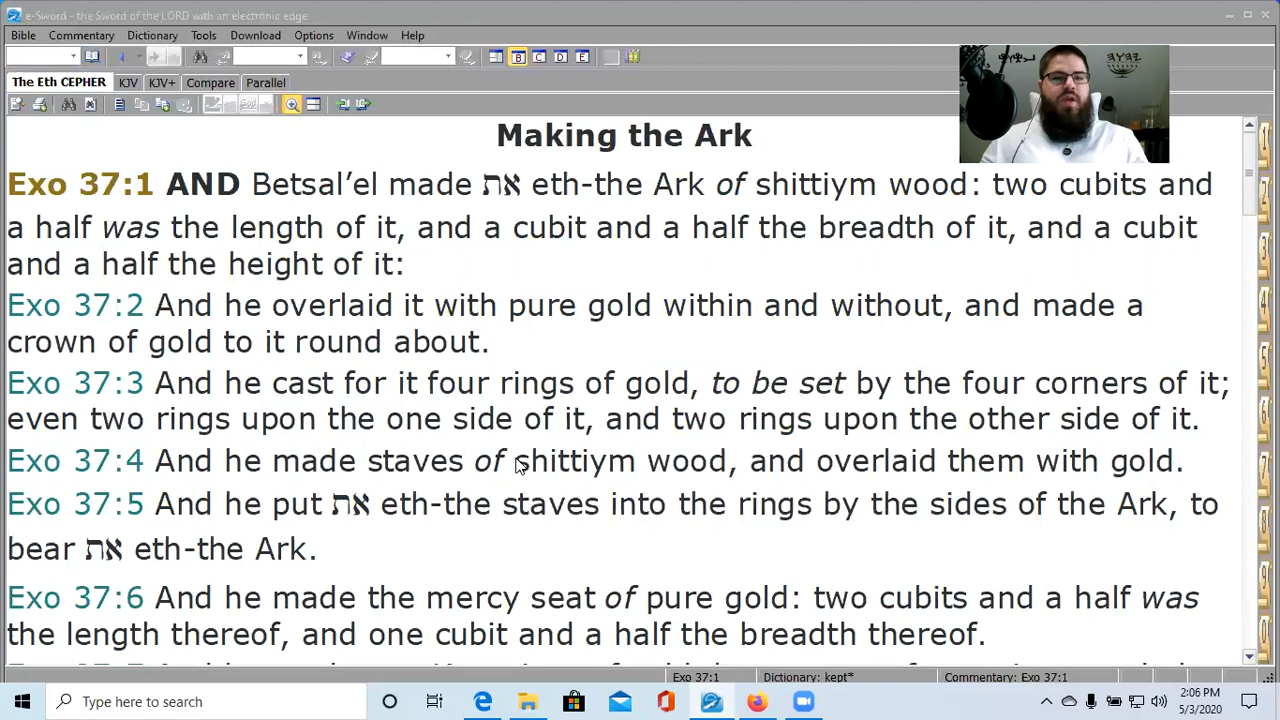 e-Sword - the Sword of the LORD with an electronic edge
Bible Commentary Dictionary Tools Download Options Window Help
B C D E
The Eth CEPHER KJV KJV+ Compare Parallel
Making the Ark
Exo 37:1 AND Betsal’el made את eth-the Ark of shittiym wood: two cubits and
a half was the length of it, and a cubit and a half the breadth of it, and a cubit
and a half the height of it:
Exo 37:2 And he overlaid it with pure gold within and without, and made a
crown of gold to it round about.
Exo 37:3 And he cast for it four rings of gold, to be set by the four corners of it;
even two rings upon the one side of it, and two rings upon the other side of it.
Exo 37:4 And he made staves of shittiym wood, and overlaid them with gold.
Exo 37:5 And he put את eth-the staves into the rings by the sides of the Ark, to
bear את eth-the Ark.
Exo 37:6 And he made the mercy seat of pure gold: two cubits and a half was
the length thereof, and one cubit and a half the breadth thereof.
Exo 37:1 Dictionary: kept* Commentary: Exo 37:1
Type here to search
2:06 PM
5/3/2020